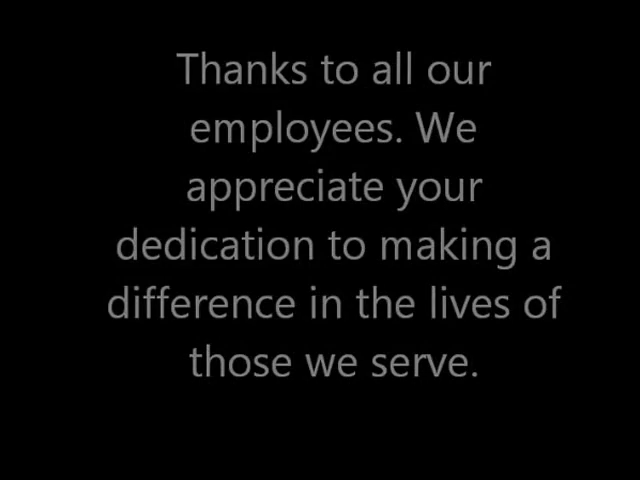 Thanks to all our
employees. We
appreciate your
dedication to making a
difference in the lives of
those we serve.